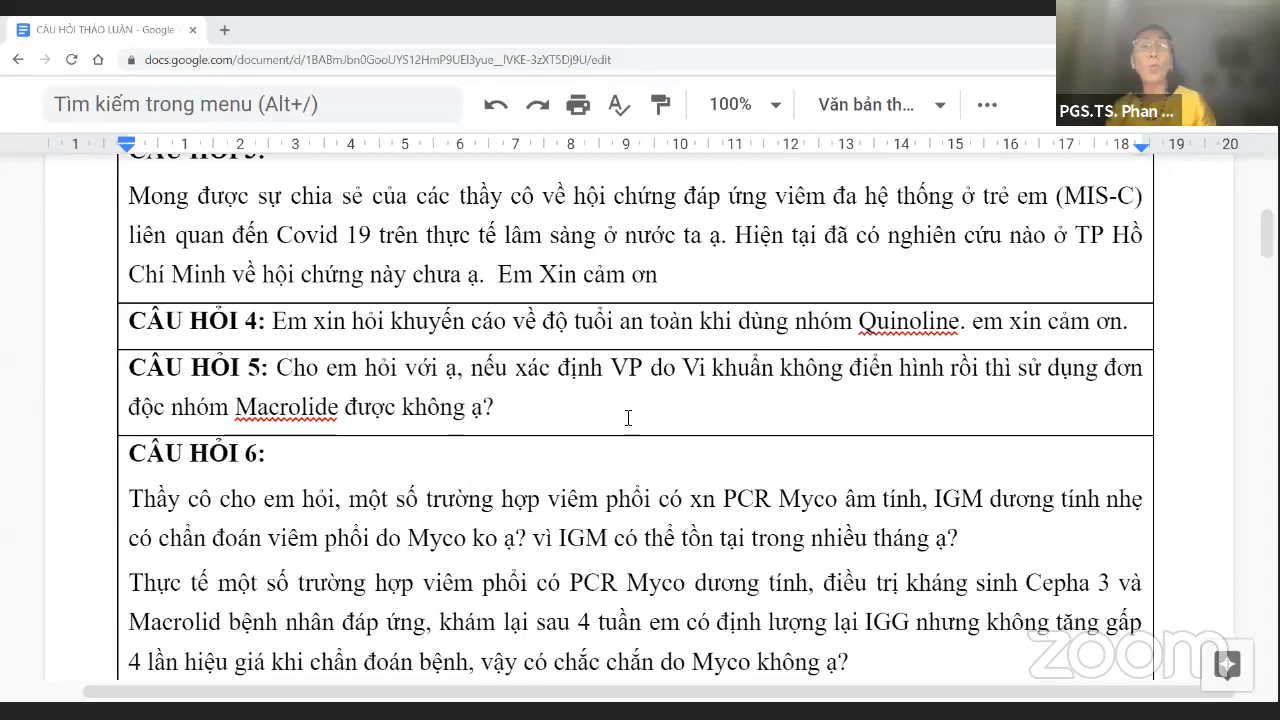 CÂU HỎI THẢO LUẬN - Google
docs.google.com/document/d/1BABmJbn0GooUYS12HmP9UEl3yue__lVKE-3zXT5Dj9U/edit
Tìm kiếm trong menu (Alt+/)
100%
Văn bản th...
PGS.TS. Phan ...
1 1 2 3 4 5 6 7 8 9 10 11 12 13 14 15 16 17 18 19 20
CÂU HỎI 3:
Mong được sự chia sẻ của các thầy cô về hội chứng đáp ứng viêm đa hệ thống ở trẻ em (MIS-C)
liên quan đến Covid 19 trên thực tế lâm sàng ở nước ta ạ. Hiện tại đã có nghiên cứu nào ở TP Hồ
Chí Minh về hội chứng này chưa ạ. Em Xin cảm ơn
CÂU HỎI 4: Em xin hỏi khuyến cáo về độ tuổi an toàn khi dùng nhóm Quinoline. em xin cảm ơn.
CÂU HỎI 5: Cho em hỏi với ạ, nếu xác định VP do Vi khuẩn không điển hình rồi thì sử dụng đơn
độc nhóm Macrolide được không ạ?
CÂU HỎI 6:
Thầy cô cho em hỏi, một số trường hợp viêm phổi có xn PCR Myco âm tính, IGM dương tính nhẹ
có chẩn đoán viêm phổi do Myco ko ạ? vì IGM có thể tồn tại trong nhiều tháng ạ?
Thực tế một số trường hợp viêm phổi có PCR Myco dương tính, điều trị kháng sinh Cepha 3 và
Macrolid bệnh nhân đáp ứng, khám lại sau 4 tuần em có định lượng lại IGG nhưng không tăng gấp
4 lần hiệu giá khi chẩn đoán bệnh, vậy có chắc chắn do Myco không ạ?
zoom